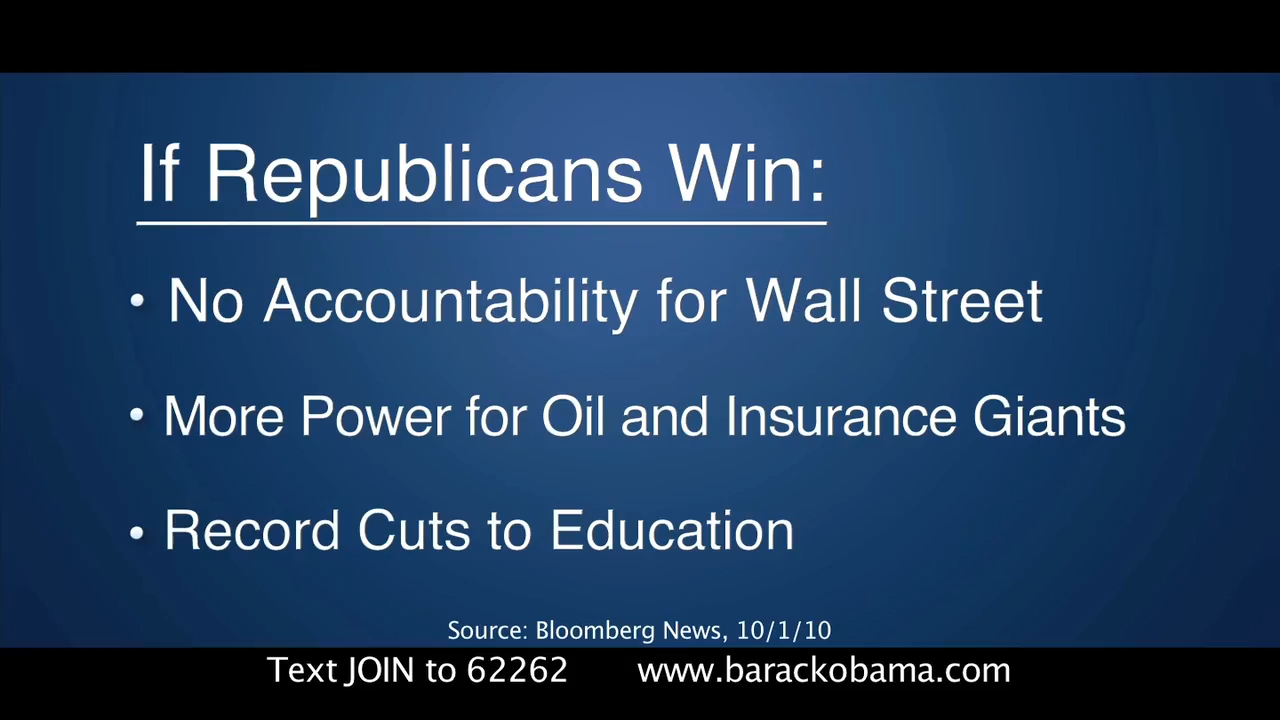 If Republicans Win:
• No Accountability for Wall Street
• More Power for Oil and Insurance Giants
• Record Cuts to Education
Source: Bloomberg News, 10/1/10
Text JOIN to 62262 www.barackobama.com